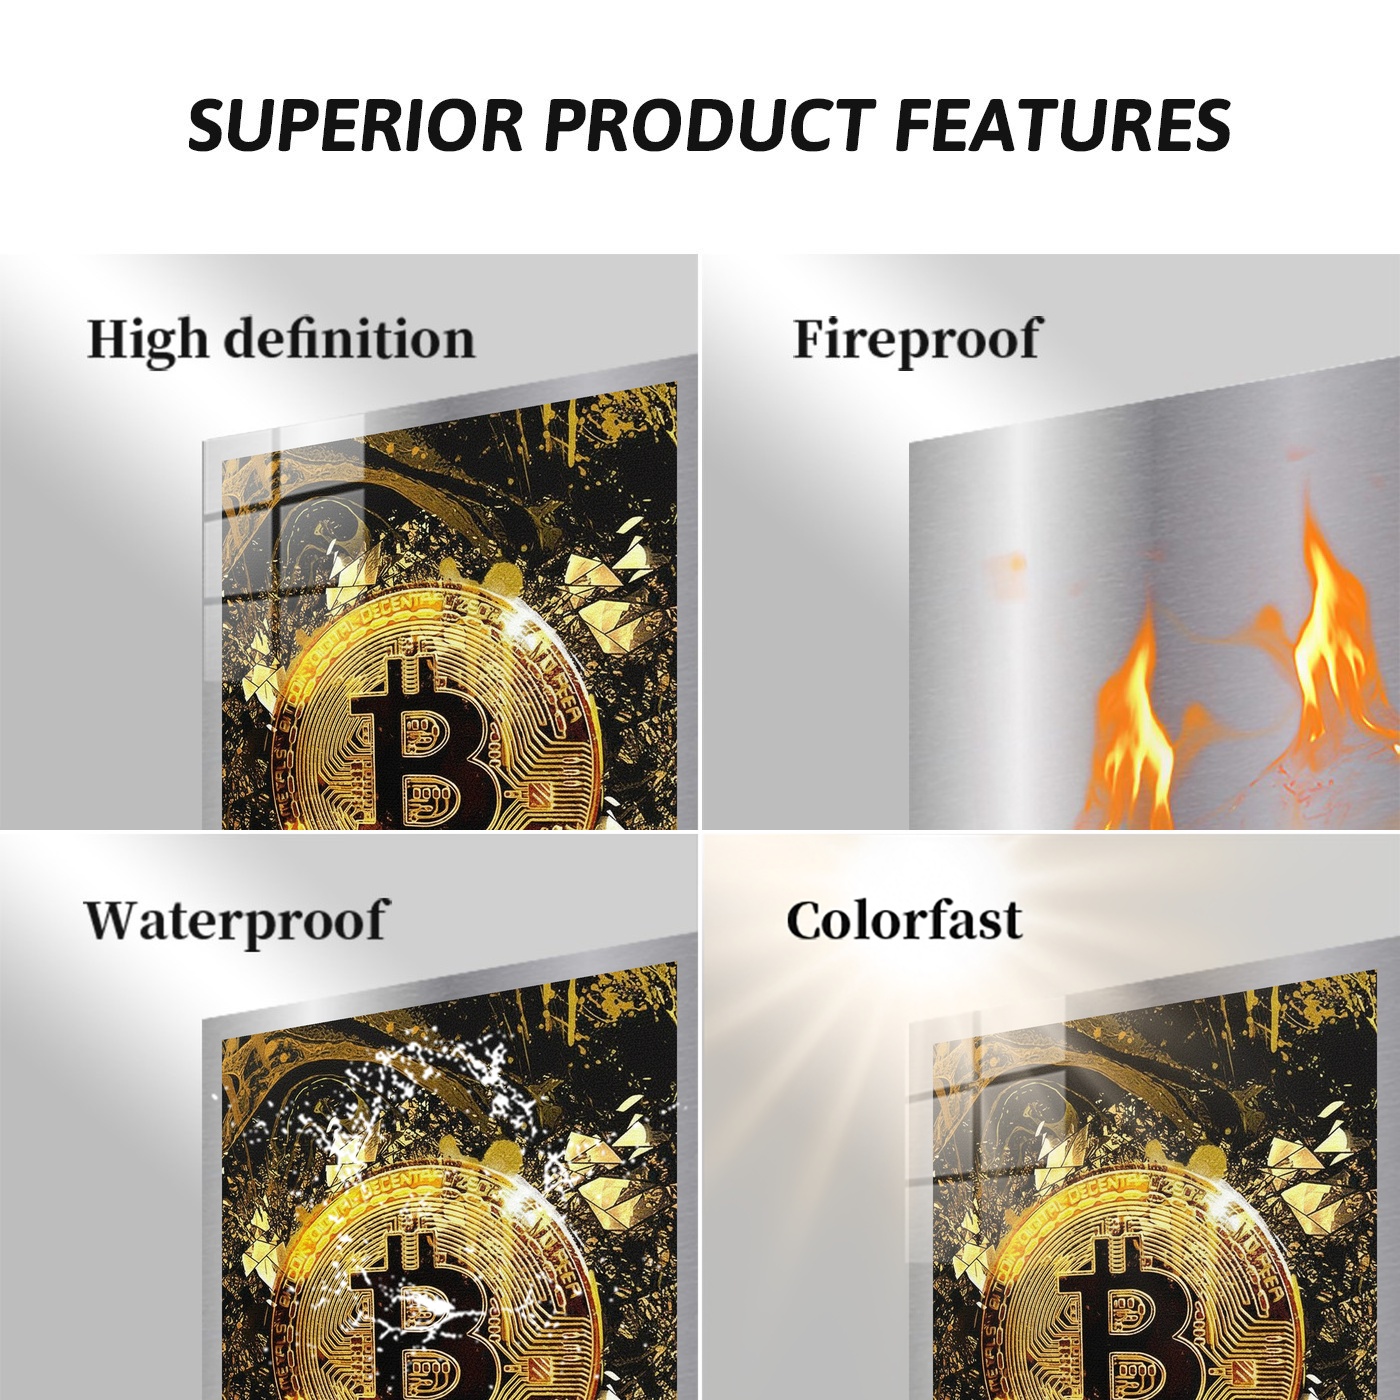 SUPERIOR PRODUCT FEATURES
High definition
Fireproof
Waterproof
Colorfast